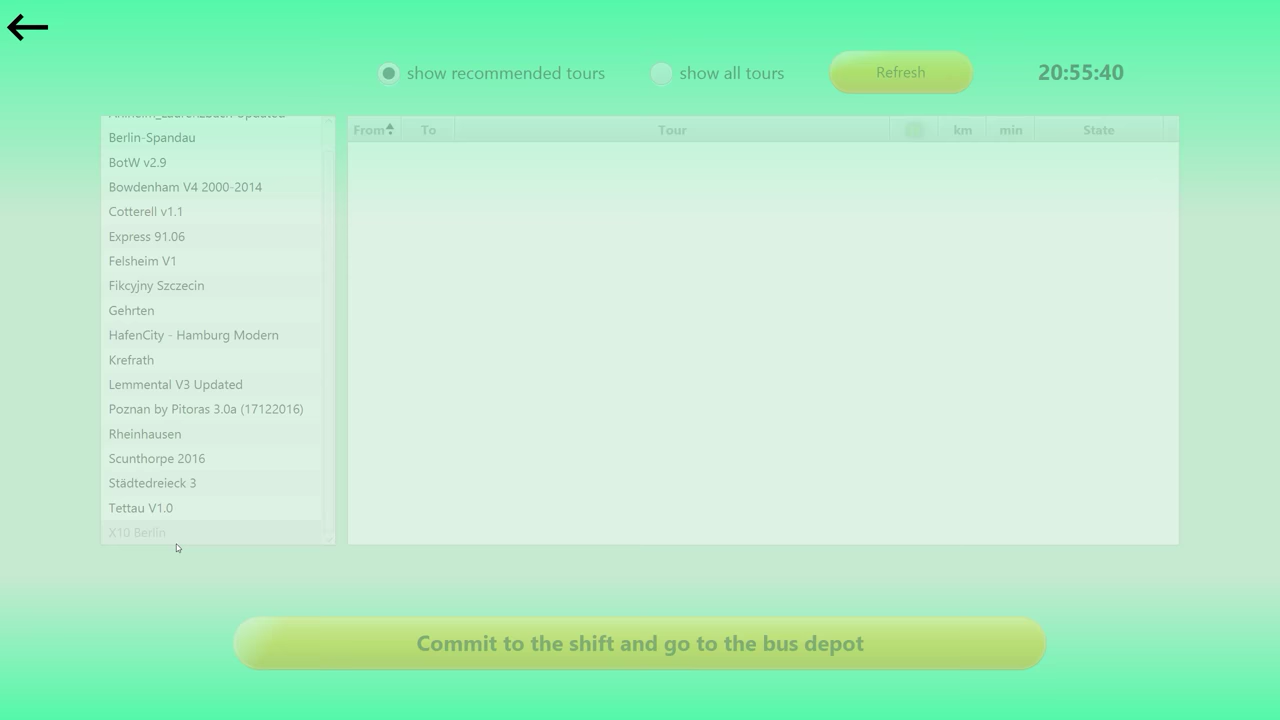 show recommended tours
show all tours
Refresh
20:55:40
From
To
Tour
km
min
State
Berlin-Spandau
BotW v2.9
Bowdenham V4 2000-2014
Cotterell v1.1
Express 91.06
Felsheim V1
Fikcyjny Szczecin
Gehrten
HafenCity - Hamburg Modern
Krefrath
Lemmental V3 Updated
Poznan by Pitoras 3.0a (17122016)
Rheinhausen
Scunthorpe 2016
Städtedreieck 3
Tettau V1.0
X10 Berlin
Commit to the shift and go to the bus depot